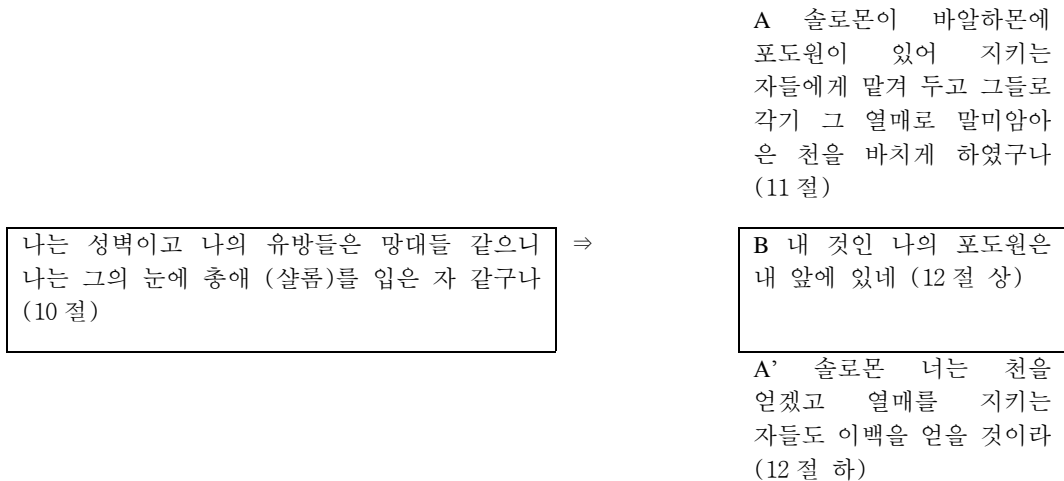 A 솔로몬이 바알하몬에
포도원이 있어 지키는
자들에게 맡겨 두고 그들로
각기 그 열매로 말미암아
은 천을 바치게 하였구나
(11 절)
나는 성벽이고 나의 유방들은 망대들 같으니
나는 그의 눈에 총애 (샬롬)를 입은 자 같구나
(10 절)
⇒
B 내 것인 나의 포도원은
내 앞에 있네 (12 절 상)
A’ 솔로몬 너는 천을
얻겠고 열매를 지키는
자들도 이백을 얻을 것이라
(12 절 하)